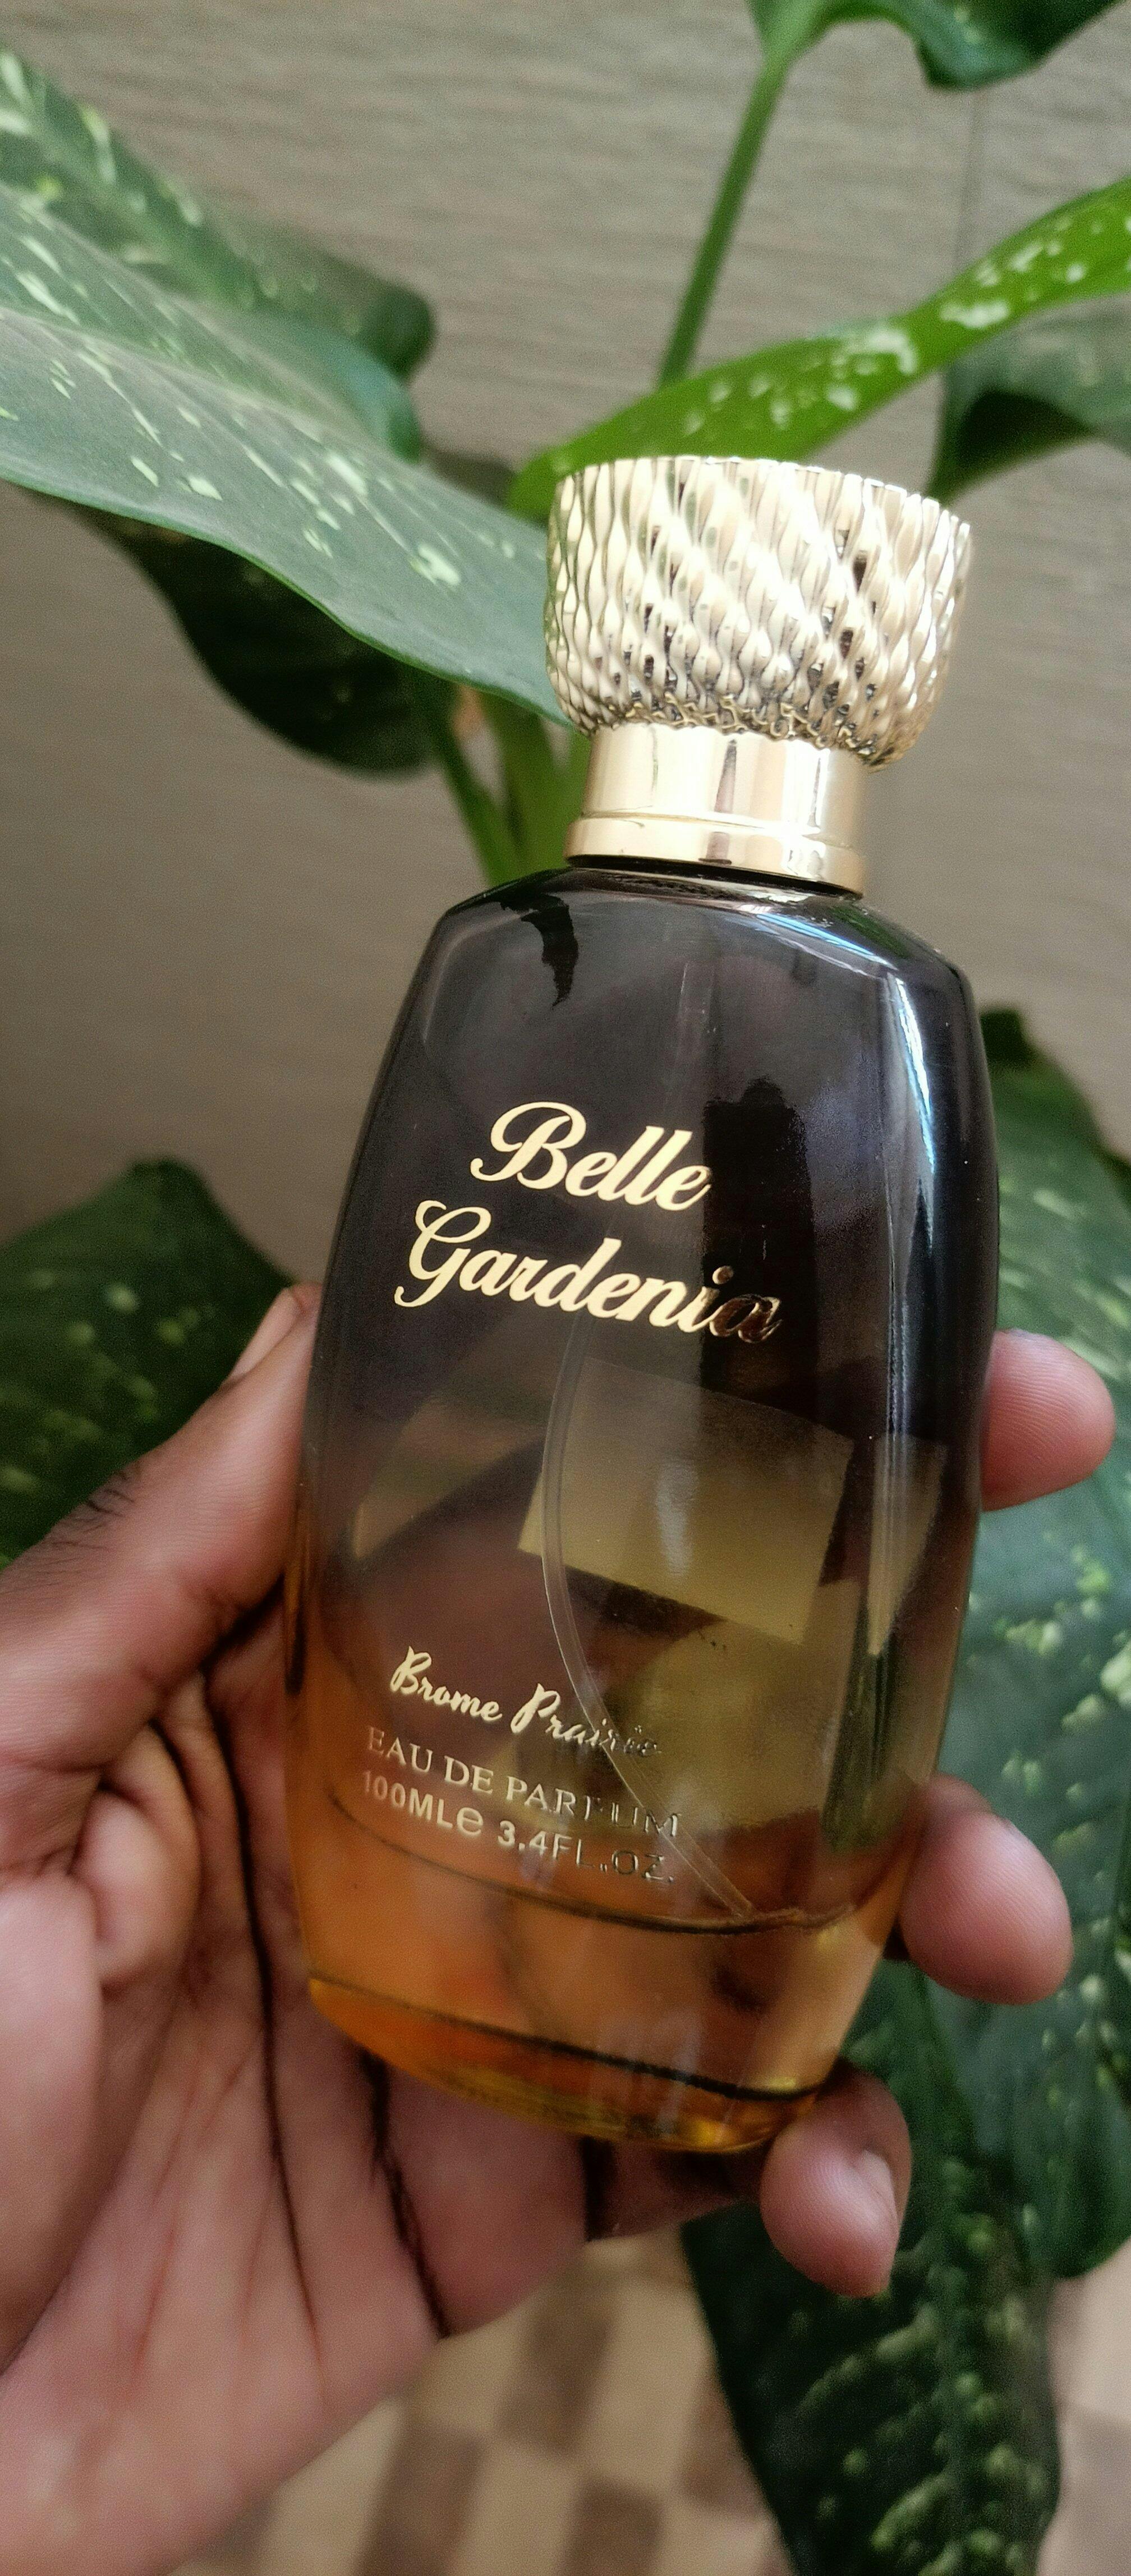 Belle
Gardenia
Brome Prairie
EAU DE PARFUM
100ML℮ 3.4FL.OZ.